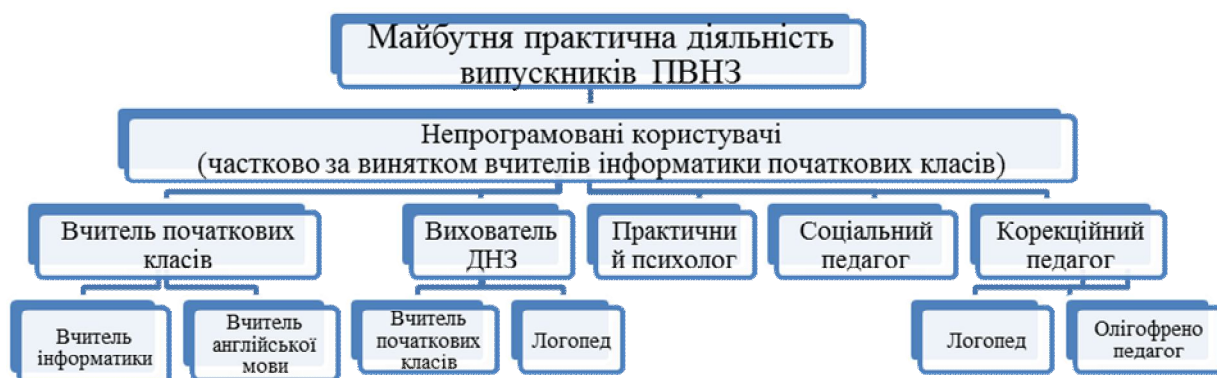 Майбутня практична діяльність
випускників ПВНЗ
Непрограмовані користувачі
(частково за винятком вчителів інформатики початкових класів)
Вчитель початкових
класів
Вихователь
ДНЗ
Практични
й психолог
Соціальний
педагог
Корекційний
педагог
Вчитель
інформатики
Вчитель
англійської
мови
Вчитель
початкових
класів
Логопед
Логопед
Олігофрено
педагог